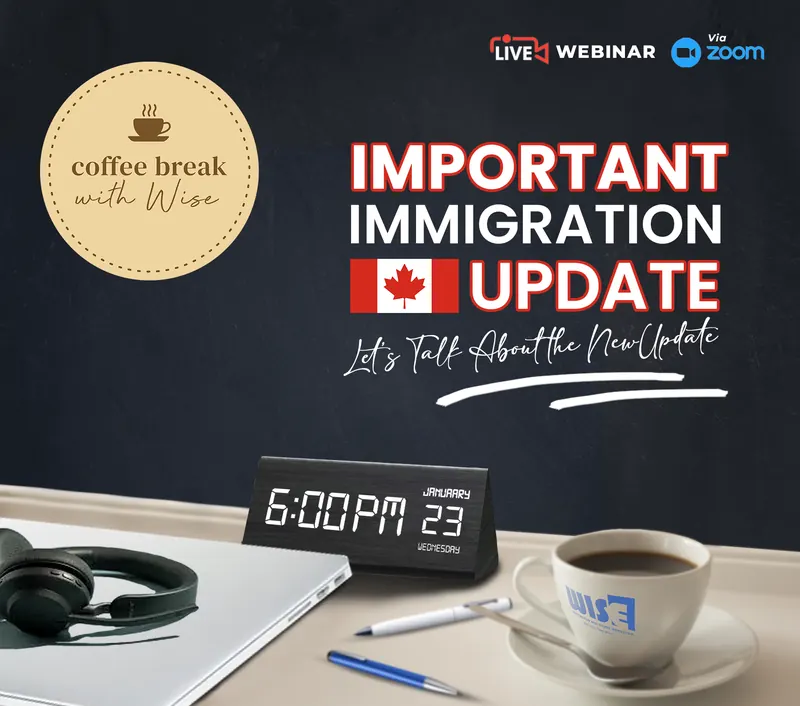 LIVE WEBINAR
Via
zoom
coffee break
with Wise
IMPORTANT
IMMIGRATION
UPDATE
Let's Talk About the New Update
6:00PM
JANUARY
23
WEDNESDAY
WISE